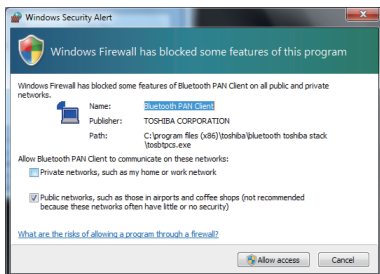 Windows Security Alert
Windows Firewall has blocked some features of this program
Windows Firewall has blocked some features of Bluetooth PAN Client on all public and private
networks.
Name: Bluetooth PAN Client
Publisher: TOSHIBA CORPORATION
Path: C:\program files (x86)\toshiba\bluetooth toshiba stack
\tosbtpcs.exe
Allow Bluetooth PAN Client to communicate on these networks:
Private networks, such as my home or work network
Public networks, such as those in airports and coffee shops (not recommended
because these networks often have little or no security)
What are the risks of allowing a program through a firewall?
Allow access Cancel